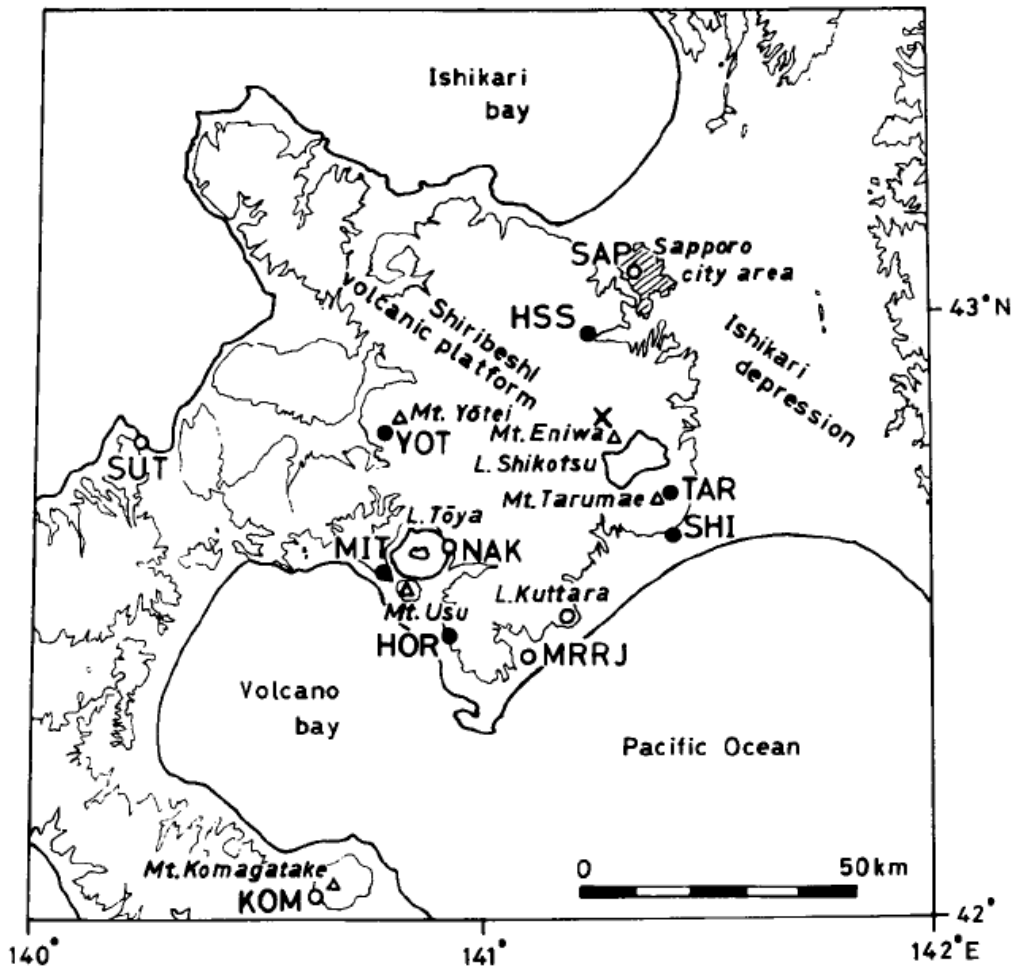 Ishikari
bay
SAP
Sapporo
city area
HSS
43°N
Shiribeshi
volcanic platform
Ishikari
depression
Mt. Yōtei
YOT
Mt. Eniwa
L. Shikotsu
SUT
TAR
Mt. Tarumae
SHI
L. Tōya
MIT
NAK
L. Kuttara
Mt. Usu
HOR
MRRJ
Volcano
bay
Pacific Ocean
Mt. Komagatake
KOM
0 50km
42°
140° 141° 142°E